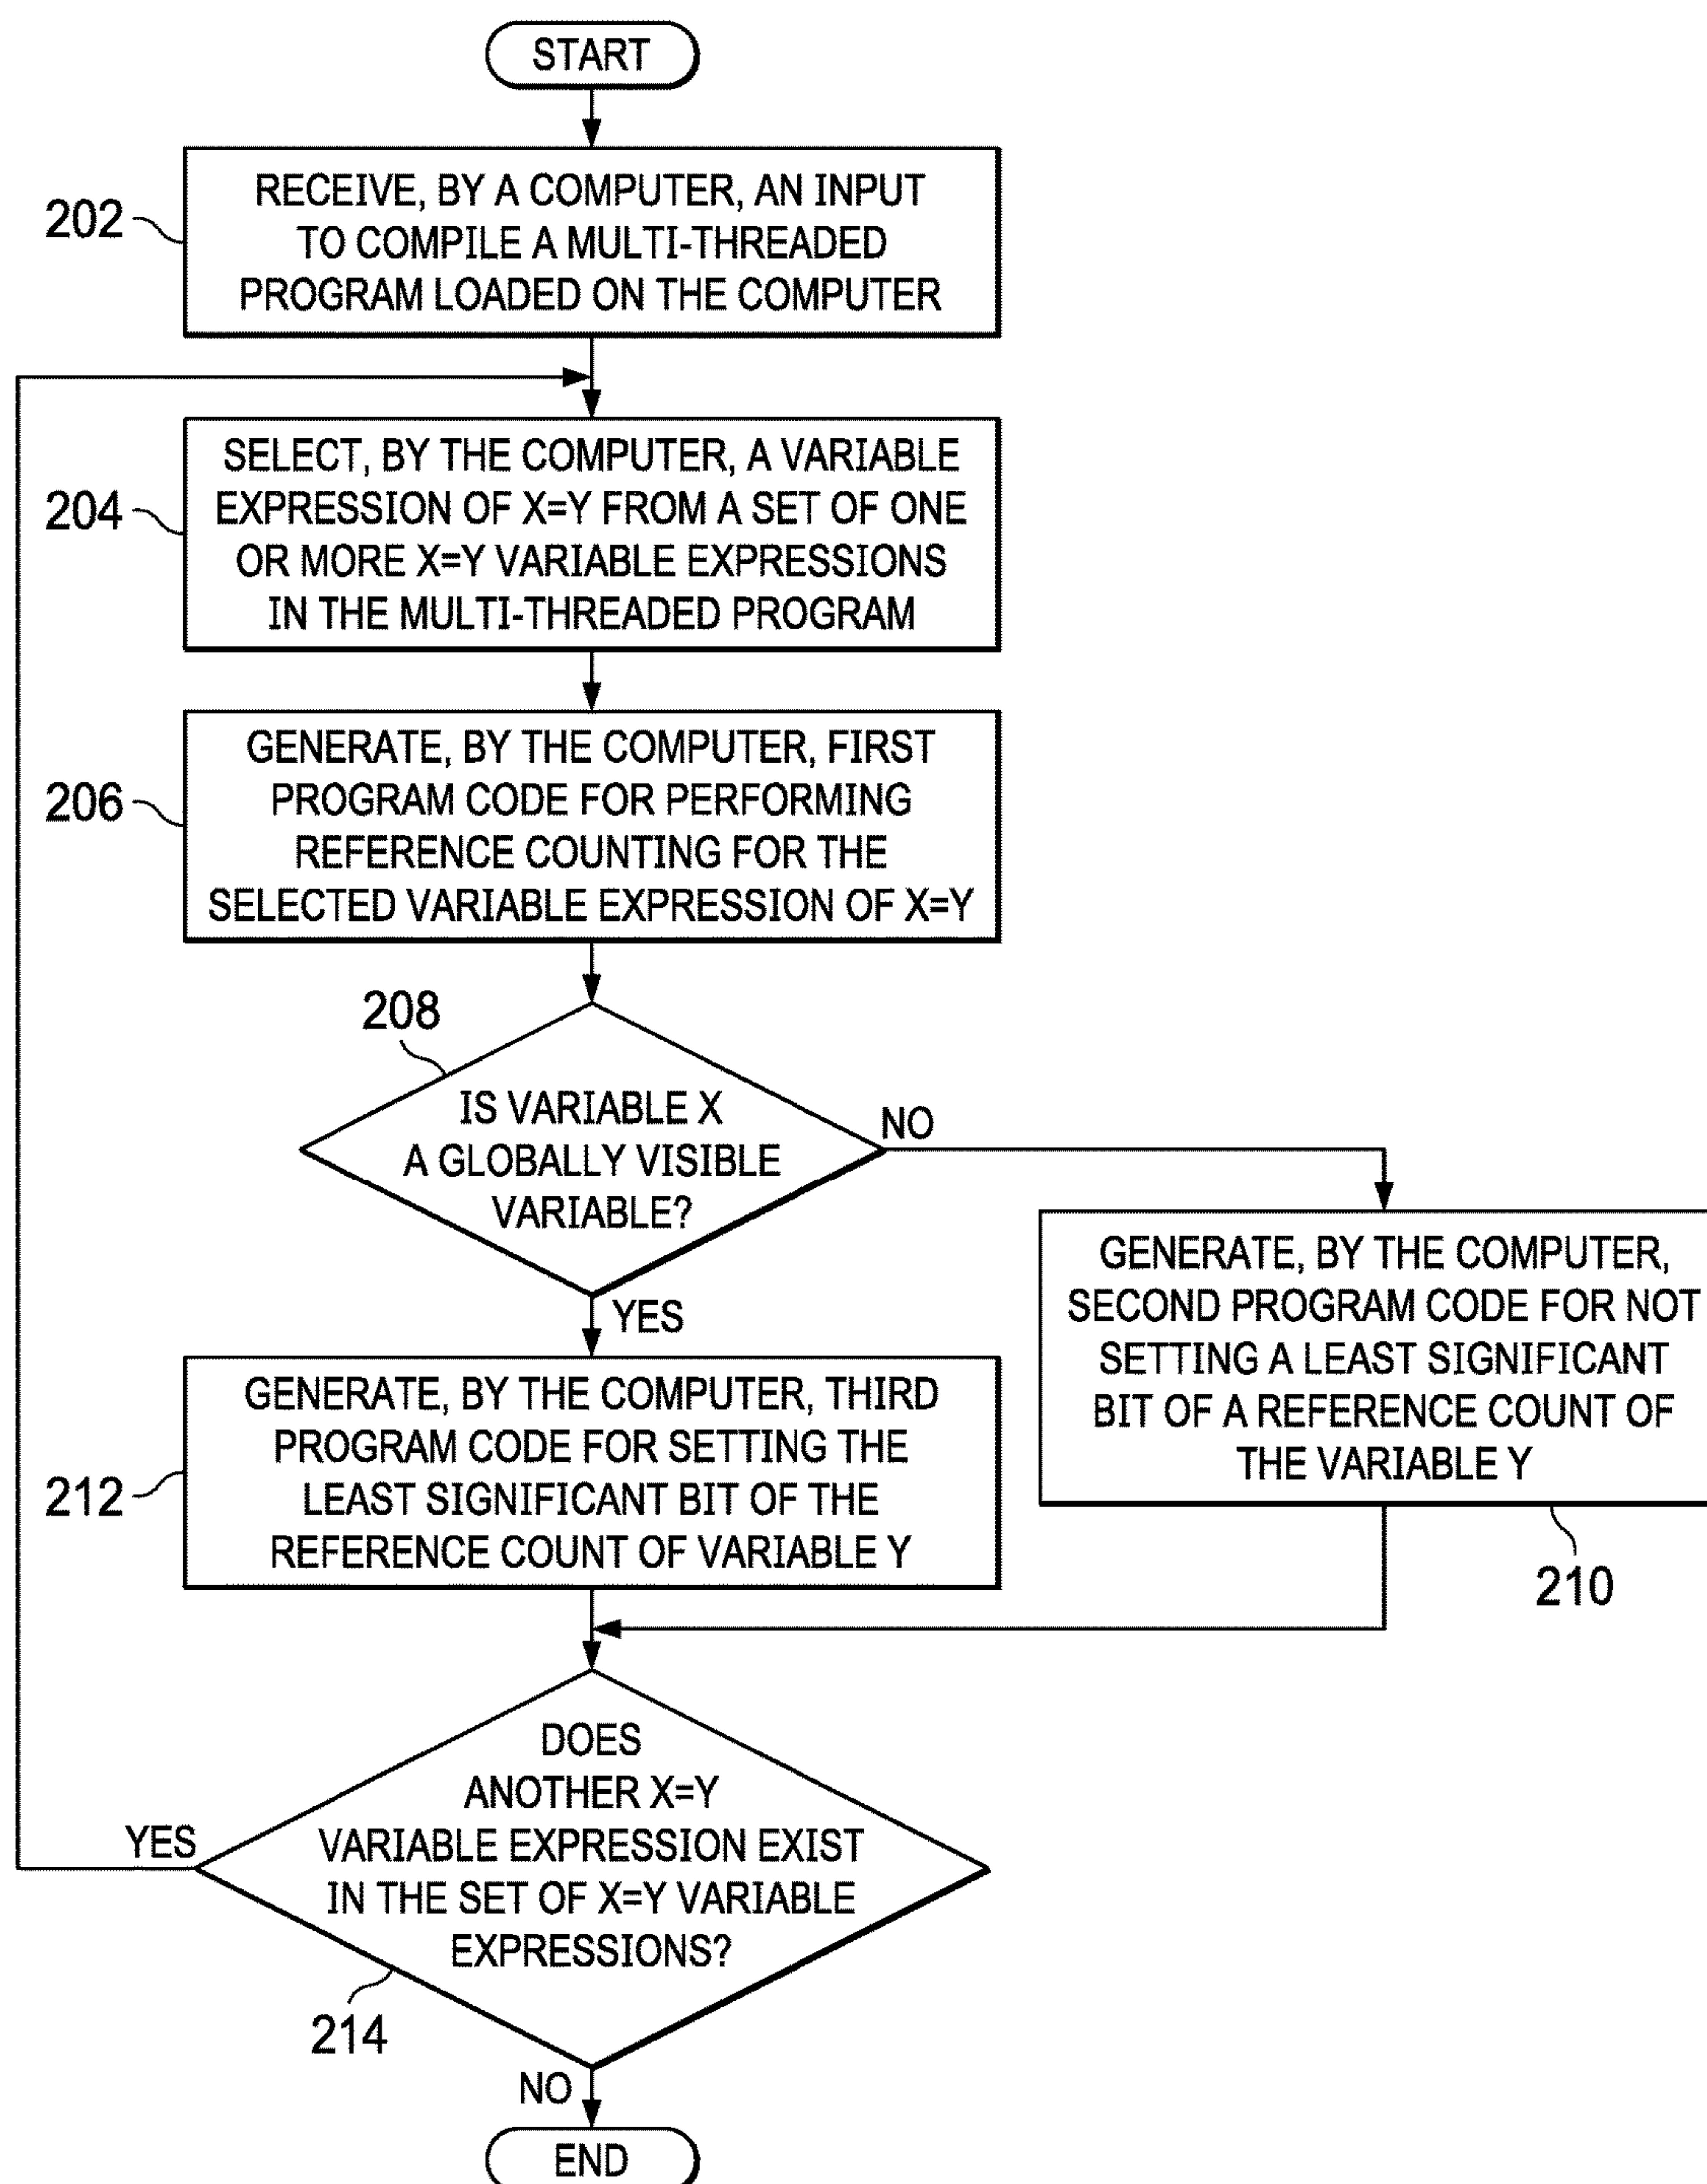 START
202
RECEIVE, BY A COMPUTER, AN INPUT
TO COMPILE A MULTI-THREADED
PROGRAM LOADED ON THE COMPUTER
204
SELECT, BY THE COMPUTER, A VARIABLE
EXPRESSION OF X=Y FROM A SET OF ONE
OR MORE X=Y VARIABLE EXPRESSIONS
IN THE MULTI-THREADED PROGRAM
206
GENERATE, BY THE COMPUTER, FIRST
PROGRAM CODE FOR PERFORMING
REFERENCE COUNTING FOR THE
SELECTED VARIABLE EXPRESSION OF X=Y
208
IS VARIABLE X
A GLOBALLY VISIBLE
VARIABLE?
NO
YES
GENERATE, BY THE COMPUTER,
SECOND PROGRAM CODE FOR NOT
SETTING A LEAST SIGNIFICANT
BIT OF A REFERENCE COUNT OF
THE VARIABLE Y
210
212
GENERATE, BY THE COMPUTER, THIRD
PROGRAM CODE FOR SETTING THE
LEAST SIGNIFICANT BIT OF THE
REFERENCE COUNT OF VARIABLE Y
DOES
ANOTHER X=Y
VARIABLE EXPRESSION EXIST
IN THE SET OF X=Y VARIABLE
EXPRESSIONS?
YES
214
NO
END